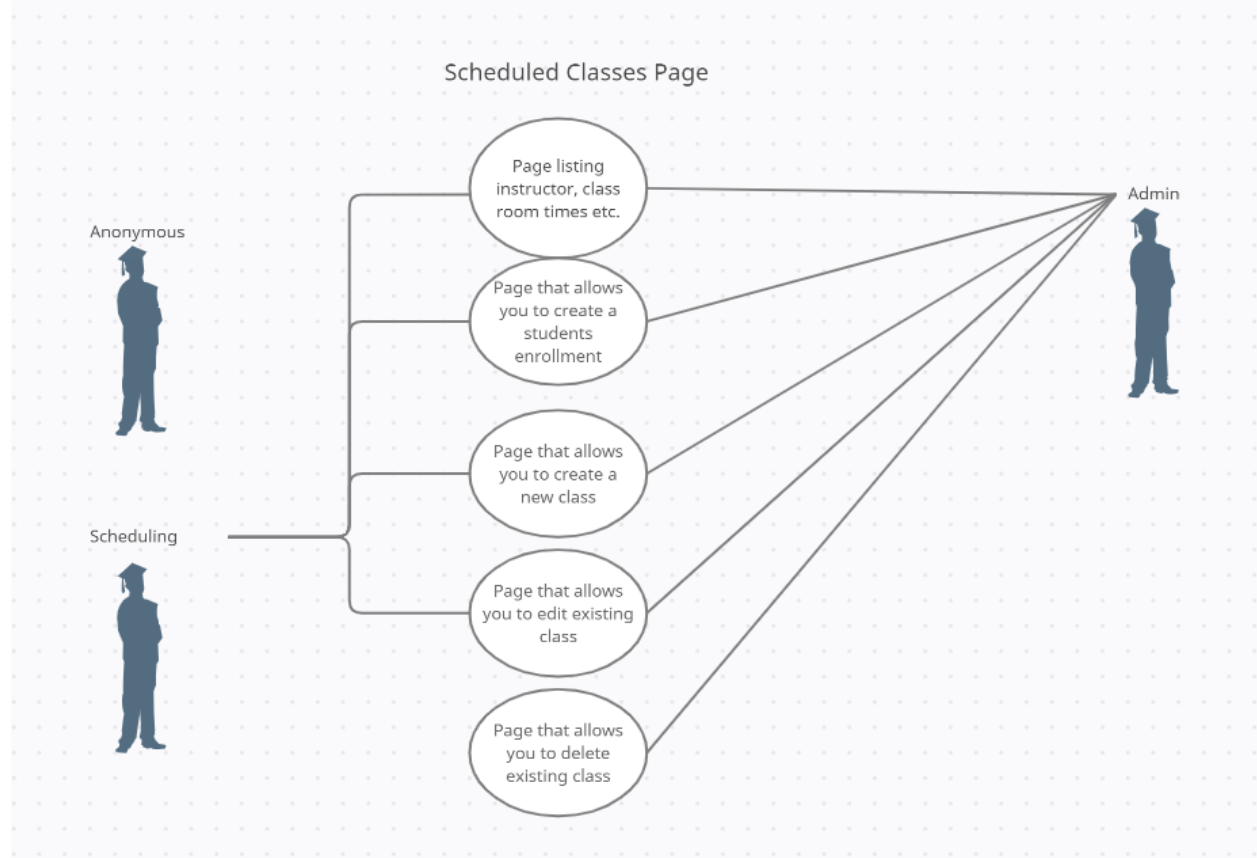 Scheduled Classes Page
Page listing
instructor, class
room times etc.
Admin
Anonymous
Page that allows
you to create a
students
enrollment
Page that allows
you to create a
new class
Scheduling
Page that allows
you to edit existing
class
Page that allows
you to delete
existing class